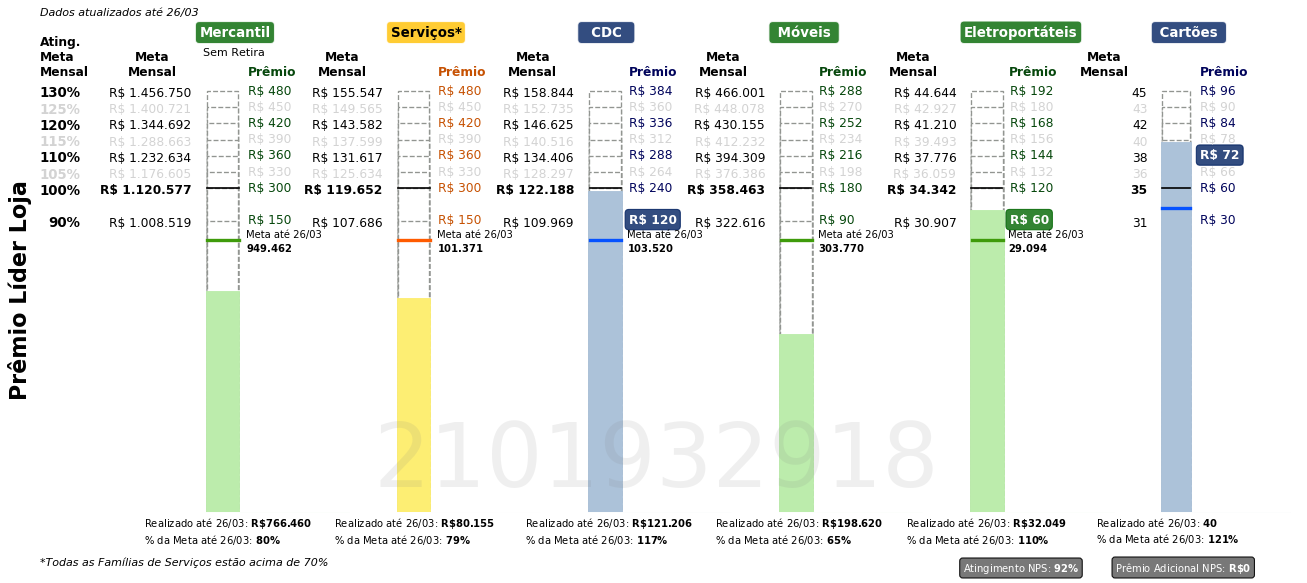 Dados atualizados até 26/03
Mercantil Serviços* CDC Móveis Eletroportáteis Cartões
Sem Retira
Ating. Meta Mensal Meta Mensal Prêmio Meta Mensal Prêmio Meta Mensal Prêmio Meta Mensal Prêmio Meta Mensal Prêmio Meta Mensal Prêmio
130% R$ 1.456.750 R$ 480 R$ 155.547 R$ 480 R$ 158.844 R$ 384 R$ 466.001 R$ 288 R$ 44.644 R$ 192 45 R$ 96
125% R$ 1.400.721 R$ 450 R$ 149.565 R$ 450 R$ 152.735 R$ 360 R$ 448.078 R$ 270 R$ 42.927 R$ 180 43 R$ 90
120% R$ 1.344.692 R$ 420 R$ 143.582 R$ 420 R$ 146.625 R$ 336 R$ 430.155 R$ 252 R$ 41.210 R$ 168 42 R$ 84
115% R$ 1.288.663 R$ 390 R$ 137.599 R$ 390 R$ 140.516 R$ 312 R$ 412.232 R$ 234 R$ 39.493 R$ 156 40 R$ 78
110% R$ 1.232.634 R$ 360 R$ 131.617 R$ 360 R$ 134.406 R$ 288 R$ 394.309 R$ 216 R$ 37.776 R$ 144 38 R$ 72
105% R$ 1.176.605 R$ 330 R$ 125.634 R$ 330 R$ 128.297 R$ 264 R$ 376.386 R$ 198 R$ 36.059 R$ 132 36 R$ 66
100% R$ 1.120.577 R$ 300 R$ 119.652 R$ 300 R$ 122.188 R$ 240 R$ 358.463 R$ 180 R$ 34.342 R$ 120 35 R$ 60
90% R$ 1.008.519 R$ 150 R$ 107.686 R$ 150 R$ 109.969 R$ 120 R$ 322.616 R$ 90 R$ 30.907 R$ 60 31 R$ 30
Meta até 26/03 Meta até 26/03 Meta até 26/03 Meta até 26/03 Meta até 26/03
949.462 101.371 103.520 303.770 29.094
Prêmio Líder Loja
2101932918
Realizado até 26/03: R$766.460 Realizado até 26/03: R$80.155 Realizado até 26/03: R$121.206 Realizado até 26/03: R$198.620 Realizado até 26/03: R$32.049 Realizado até 26/03: 40
% da Meta até 26/03: 80% % da Meta até 26/03: 79% % da Meta até 26/03: 117% % da Meta até 26/03: 65% % da Meta até 26/03: 110% % da Meta até 26/03: 121%
*Todas as Famílias de Serviços estão acima de 70% Atingimento NPS: 92% Prêmio Adicional NPS: R$0